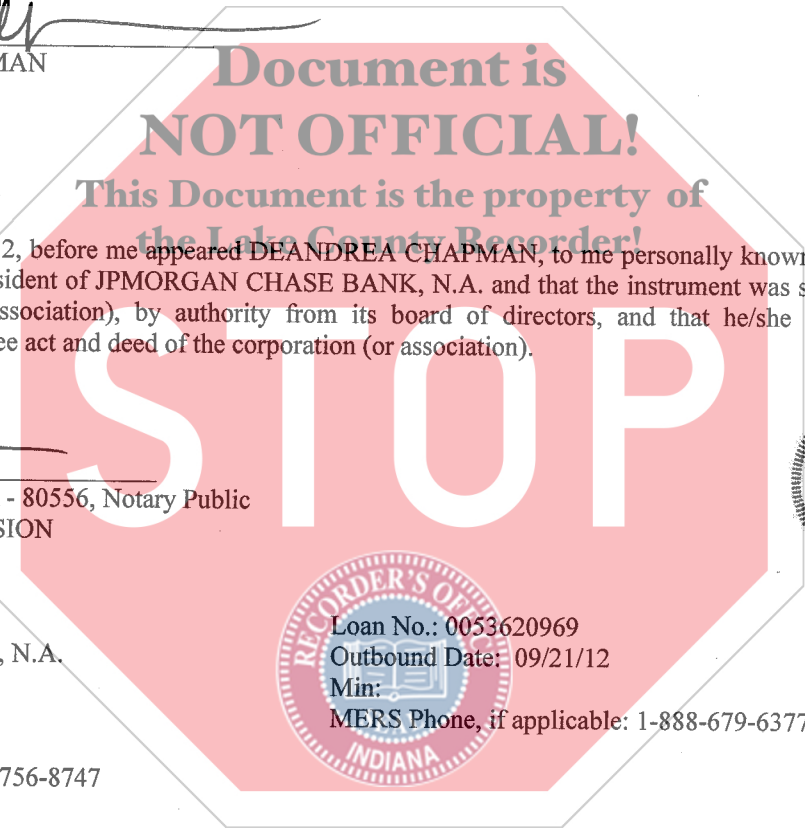 MAN
Document is
NOT OFFICIAL!
This Document is the property of
the Lake County Recorder!
2, before me appeared DEANDREA CHAPMAN, to me personally known
sident of JPMORGAN CHASE BANK, N.A. and that the instrument was s
ssociation), by authority from its board of directors, and that he/she
ee act and deed of the corporation (or association).
STOP
- 80556, Notary Public
SION
RECORDER'S OFFICE
Loan No.: 0053620969
, N.A.
Outbound Date: 09/21/12
Min:
MERS Phone, if applicable: 1-888-679-6377
INDIANA
756-8747